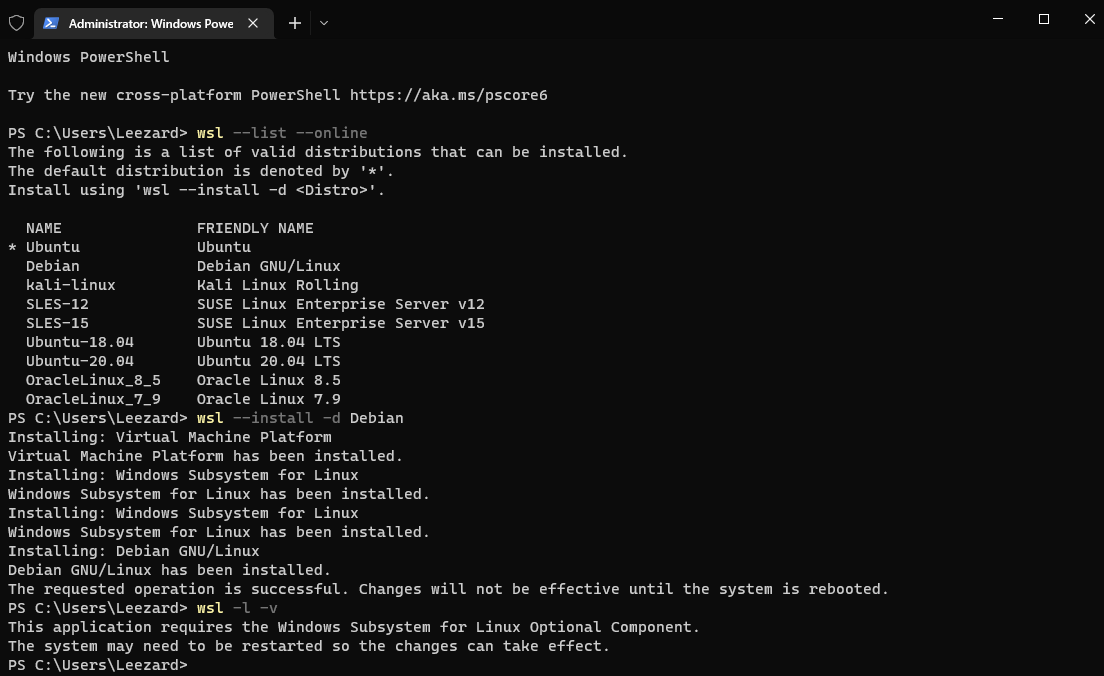 Administrator: Windows Powe
Windows PowerShell
Try the new cross-platform PowerShell https://aka.ms/pscore6
PS C:\Users\Leezard> wsl --list --online
The following is a list of valid distributions that can be installed.
The default distribution is denoted by '*'.
Install using 'wsl --install -d <Distro>'.
NAME FRIENDLY NAME
* Ubuntu Ubuntu
Debian Debian GNU/Linux
kali-linux Kali Linux Rolling
SLES-12 SUSE Linux Enterprise Server v12
SLES-15 SUSE Linux Enterprise Server v15
Ubuntu-18.04 Ubuntu 18.04 LTS
Ubuntu-20.04 Ubuntu 20.04 LTS
OracleLinux_8_5 Oracle Linux 8.5
OracleLinux_7_9 Oracle Linux 7.9
PS C:\Users\Leezard> wsl --install -d Debian
Installing: Virtual Machine Platform
Virtual Machine Platform has been installed.
Installing: Windows Subsystem for Linux
Windows Subsystem for Linux has been installed.
Installing: Windows Subsystem for Linux
Windows Subsystem for Linux has been installed.
Installing: Debian GNU/Linux
Debian GNU/Linux has been installed.
The requested operation is successful. Changes will not be effective until the system is rebooted.
PS C:\Users\Leezard> wsl -l -v
This application requires the Windows Subsystem for Linux Optional Component.
The system may need to be restarted so the changes can take effect.
PS C:\Users\Leezard>